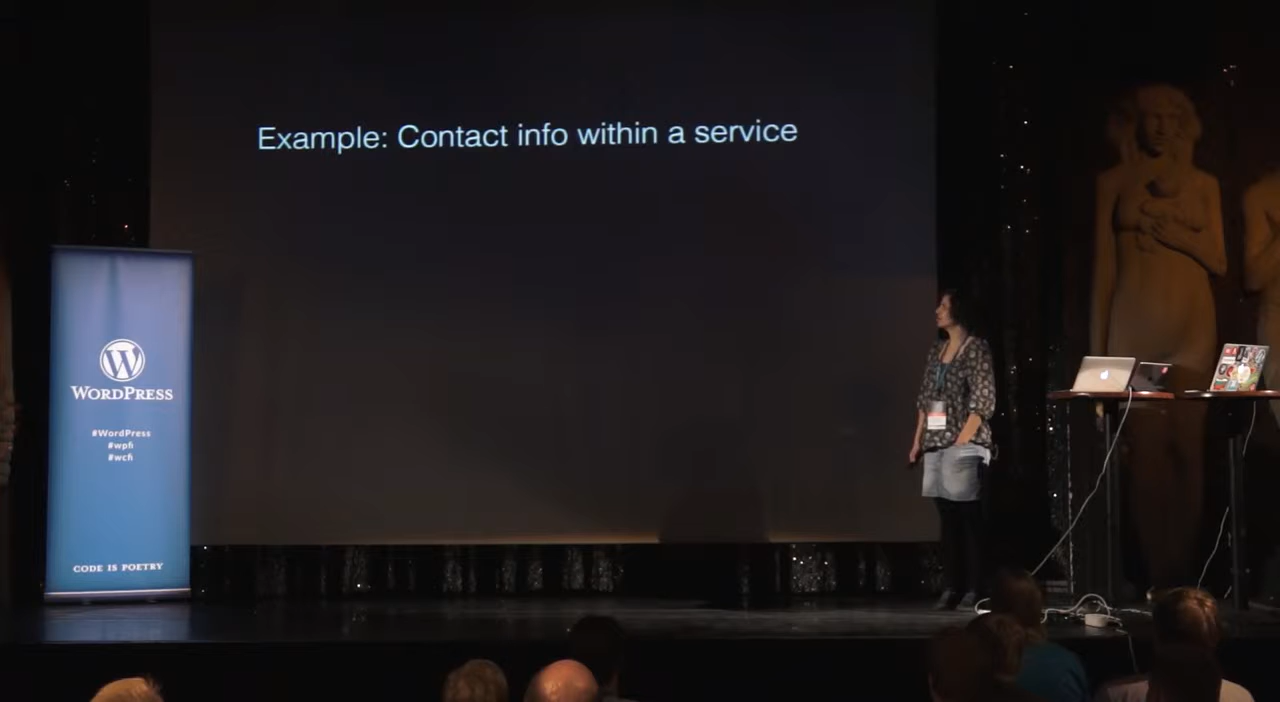 Example: Contact info within a service
WORDPRESS
#WordPress
#wpfi
#wcfi
CODE IS POETRY